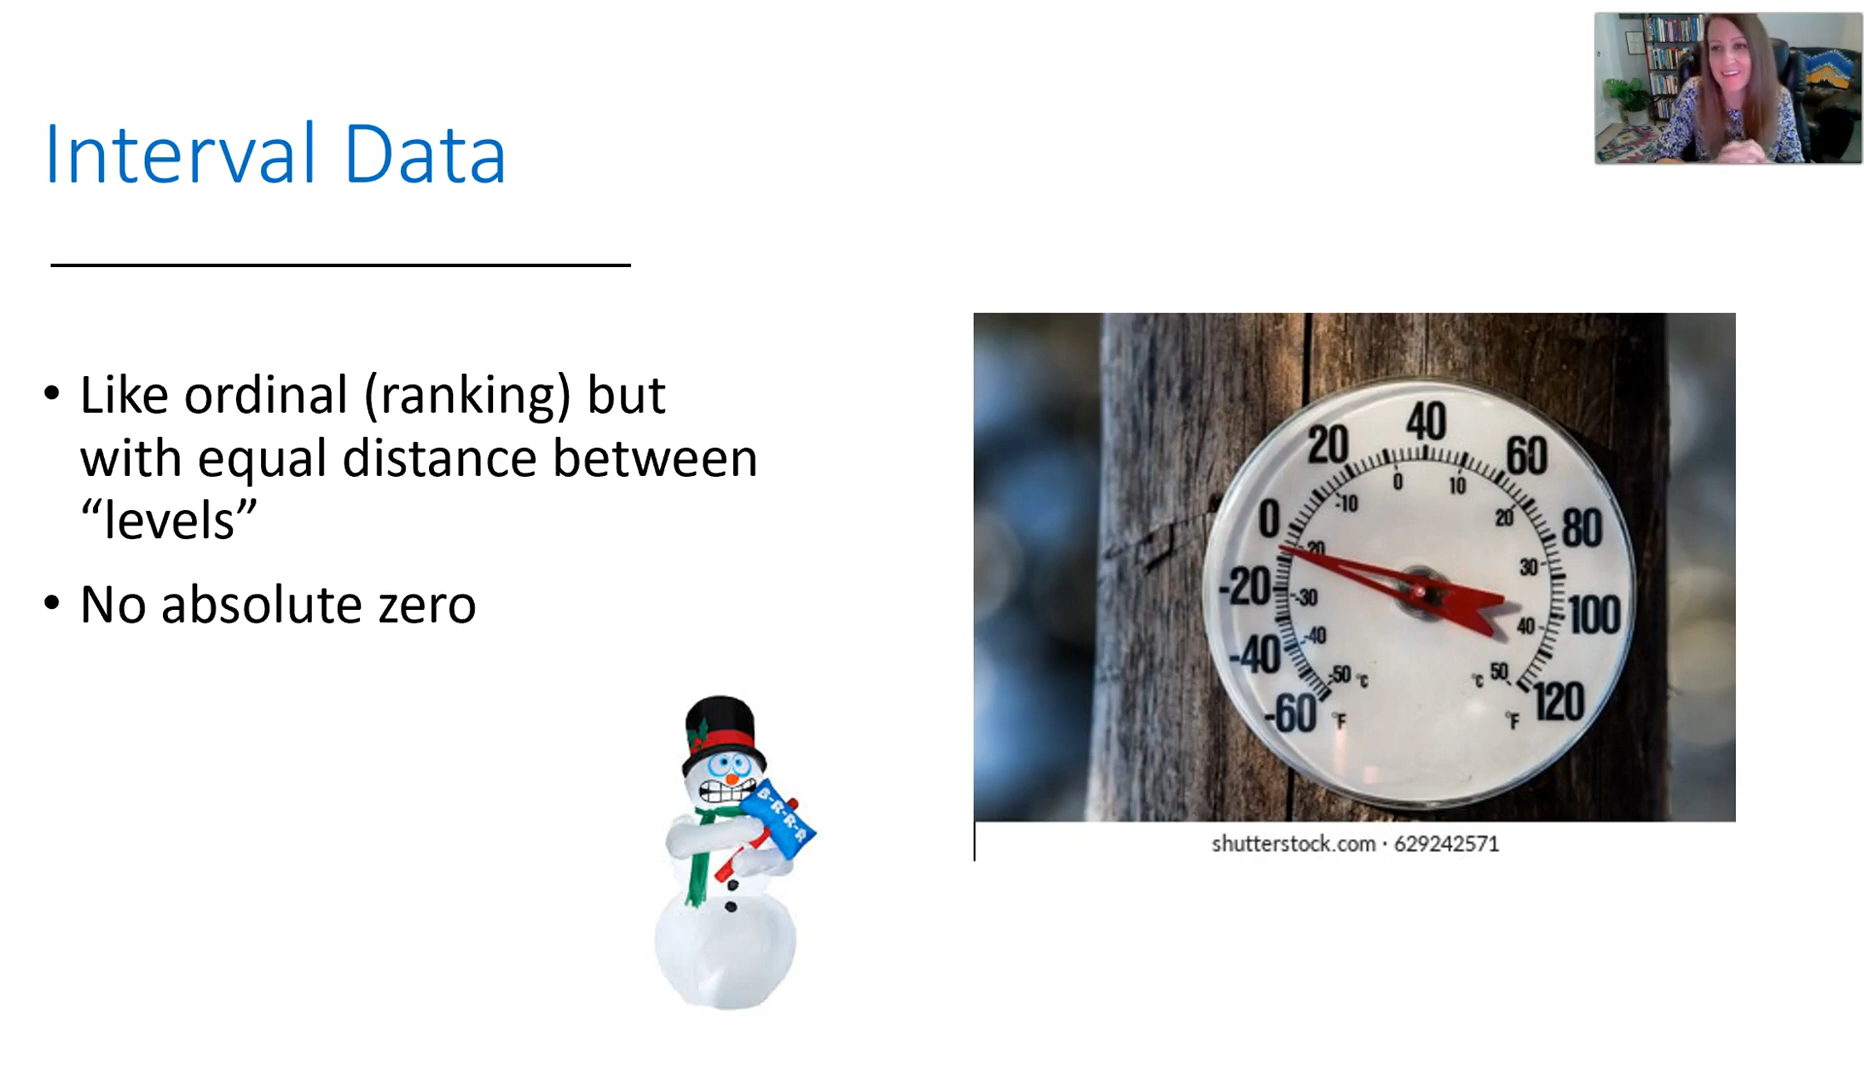 Interval Data
• Like ordinal (ranking) but
with equal distance between
“levels”
• No absolute zero
B-R-R-R
40
20
60
0
10
-10
20
0
80
-20
30
-20
-30
100
40
-40
-40
-50 °C
°C 50
-60 °F
°F 120
shutterstock.com · 629242571